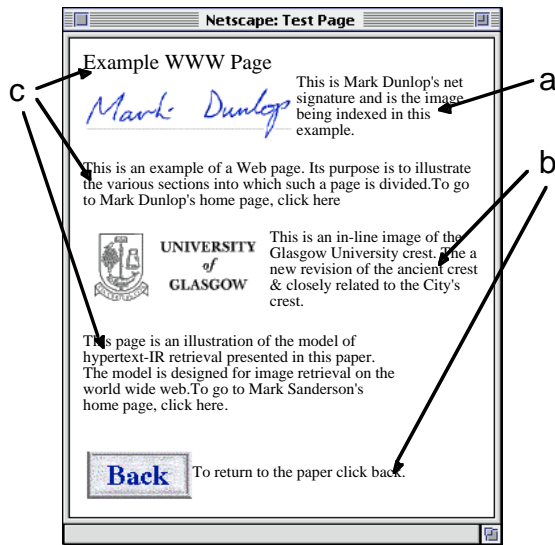 Netscape: Test Page
Example WWW Page
Mark Dunlop
This is Mark Dunlop's net
signature and is the image
being indexed in this
example.
a
c
This is an example of a Web page. Its purpose is to illustrate
the various sections into which such a page is divided.To go
to Mark Dunlop's home page, click here
b
UNIVERSITY
of
GLASGOW
This is an in-line image of the
Glasgow University crest. The a
new revision of the ancient crest
& closely related to the City's
crest.
This page is an illustration of the model of
hypertext-IR retrieval presented in this paper.
The model is designed for image retrieval on the
world wide web.To go to Mark Sanderson's
home page, click here.
Back
To return to the paper click back.